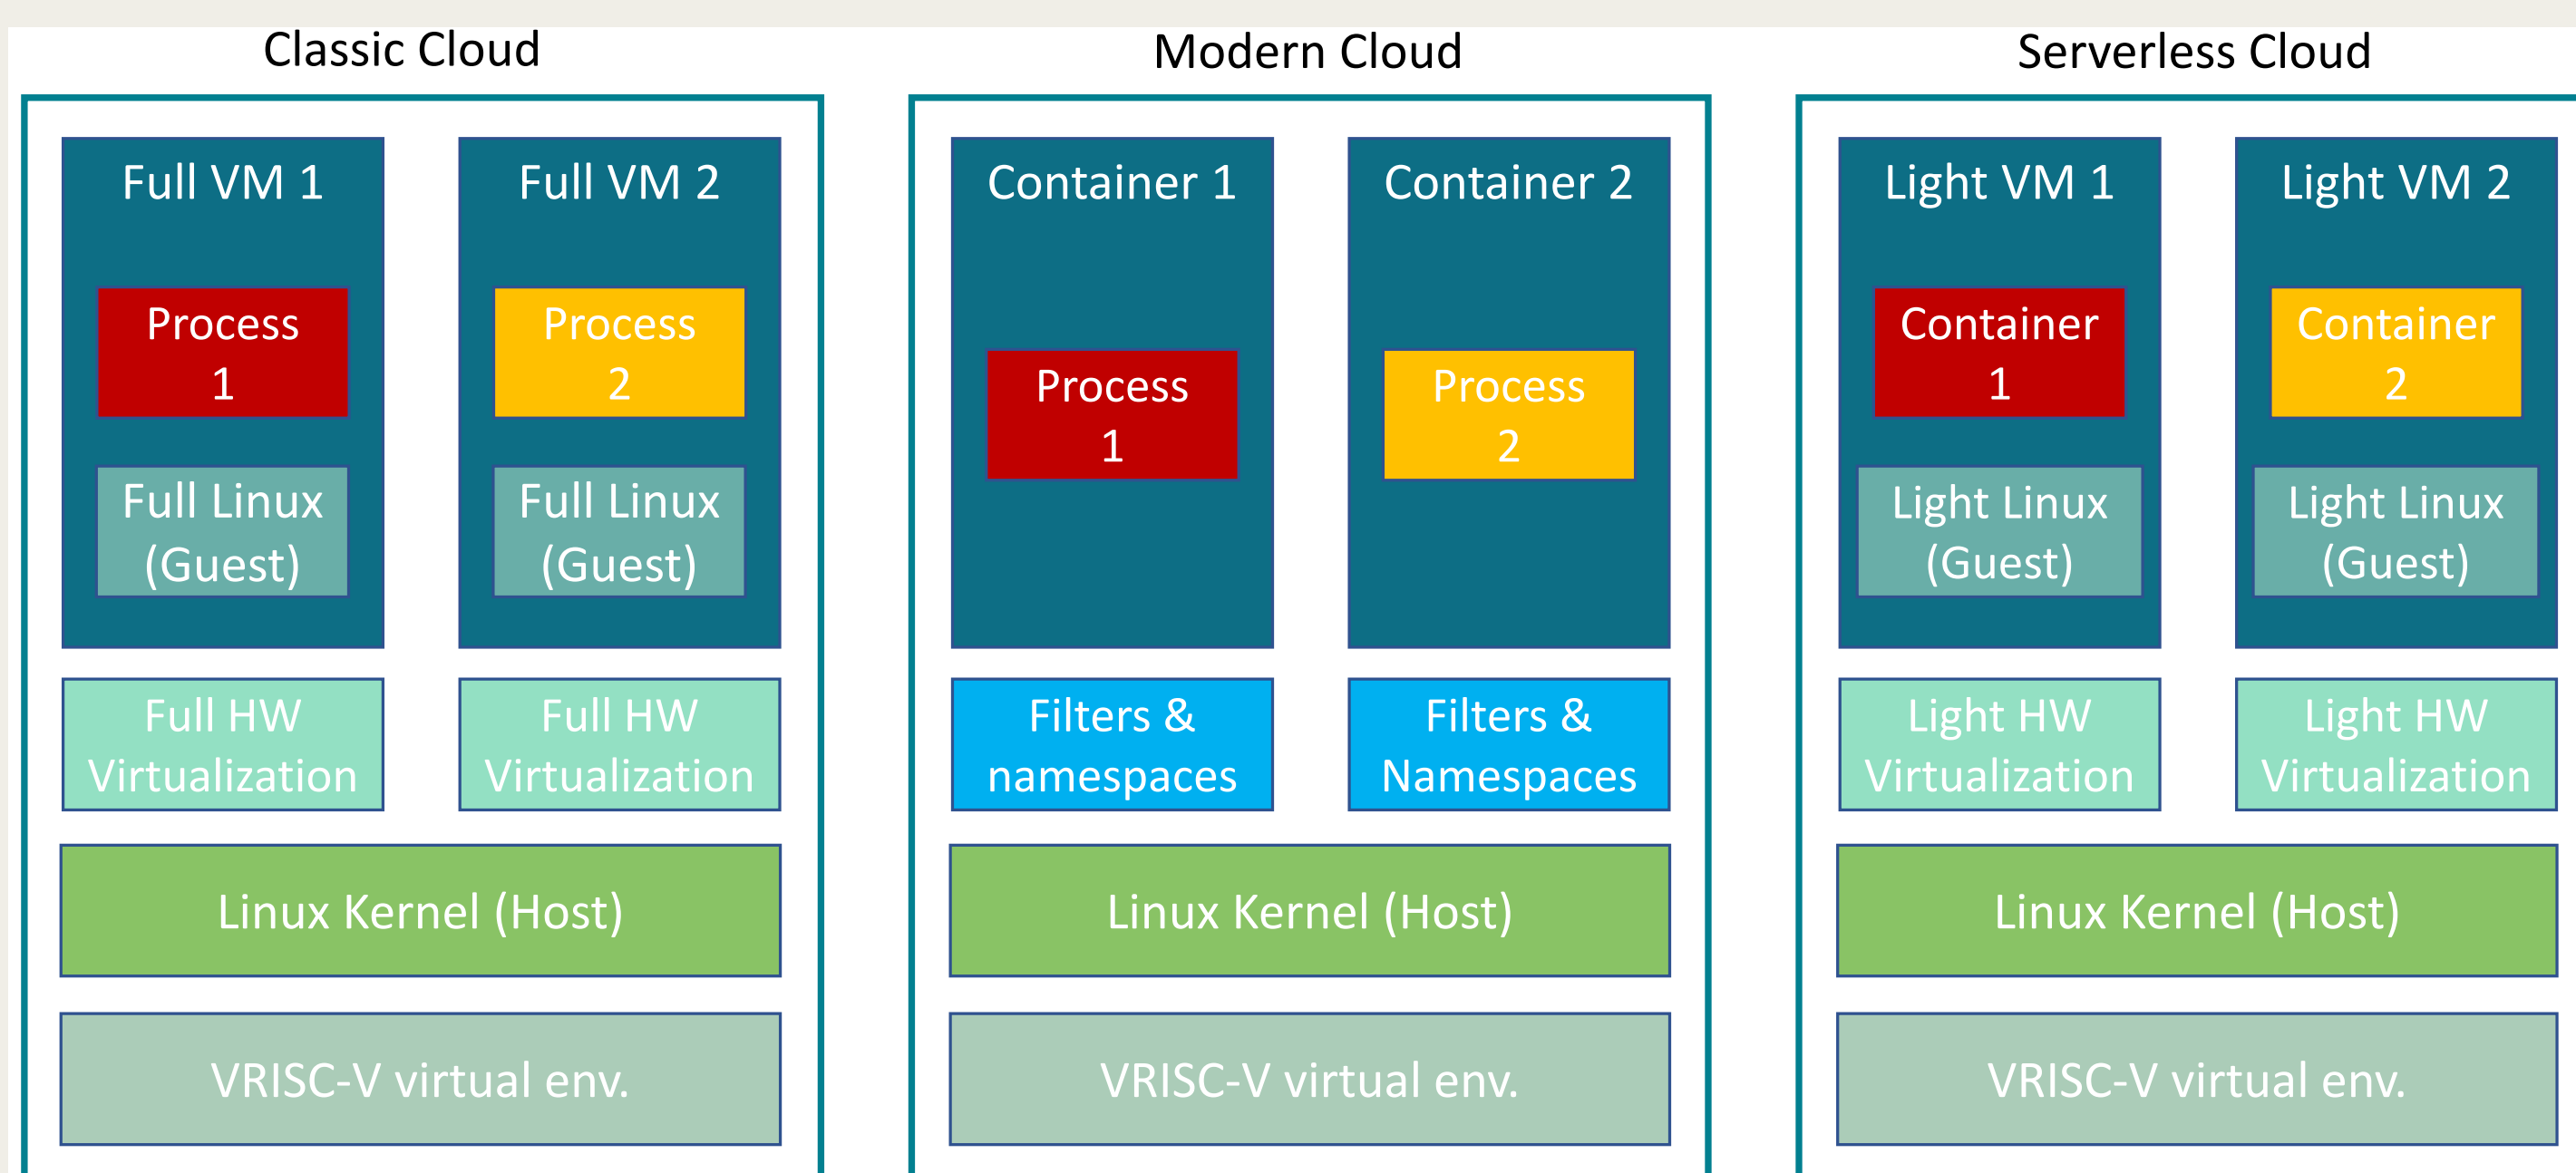 Classic Cloud
Full VM 1
Full VM 2
Process
1
Process
2
Full Linux
(Guest)
Full Linux
(Guest)
Full HW
Virtualization
Full HW
Virtualization
Linux Kernel (Host)
VRISC-V virtual env.
Modern Cloud
Container 1
Container 2
Process
1
Process
2
Filters &
namespaces
Filters &
Namespaces
Linux Kernel (Host)
VRISC-V virtual env.
Serverless Cloud
Light VM 1
Light VM 2
Container
1
Container
2
Light Linux
(Guest)
Light Linux
(Guest)
Light HW
Virtualization
Light HW
Virtualization
Linux Kernel (Host)
VRISC-V virtual env.